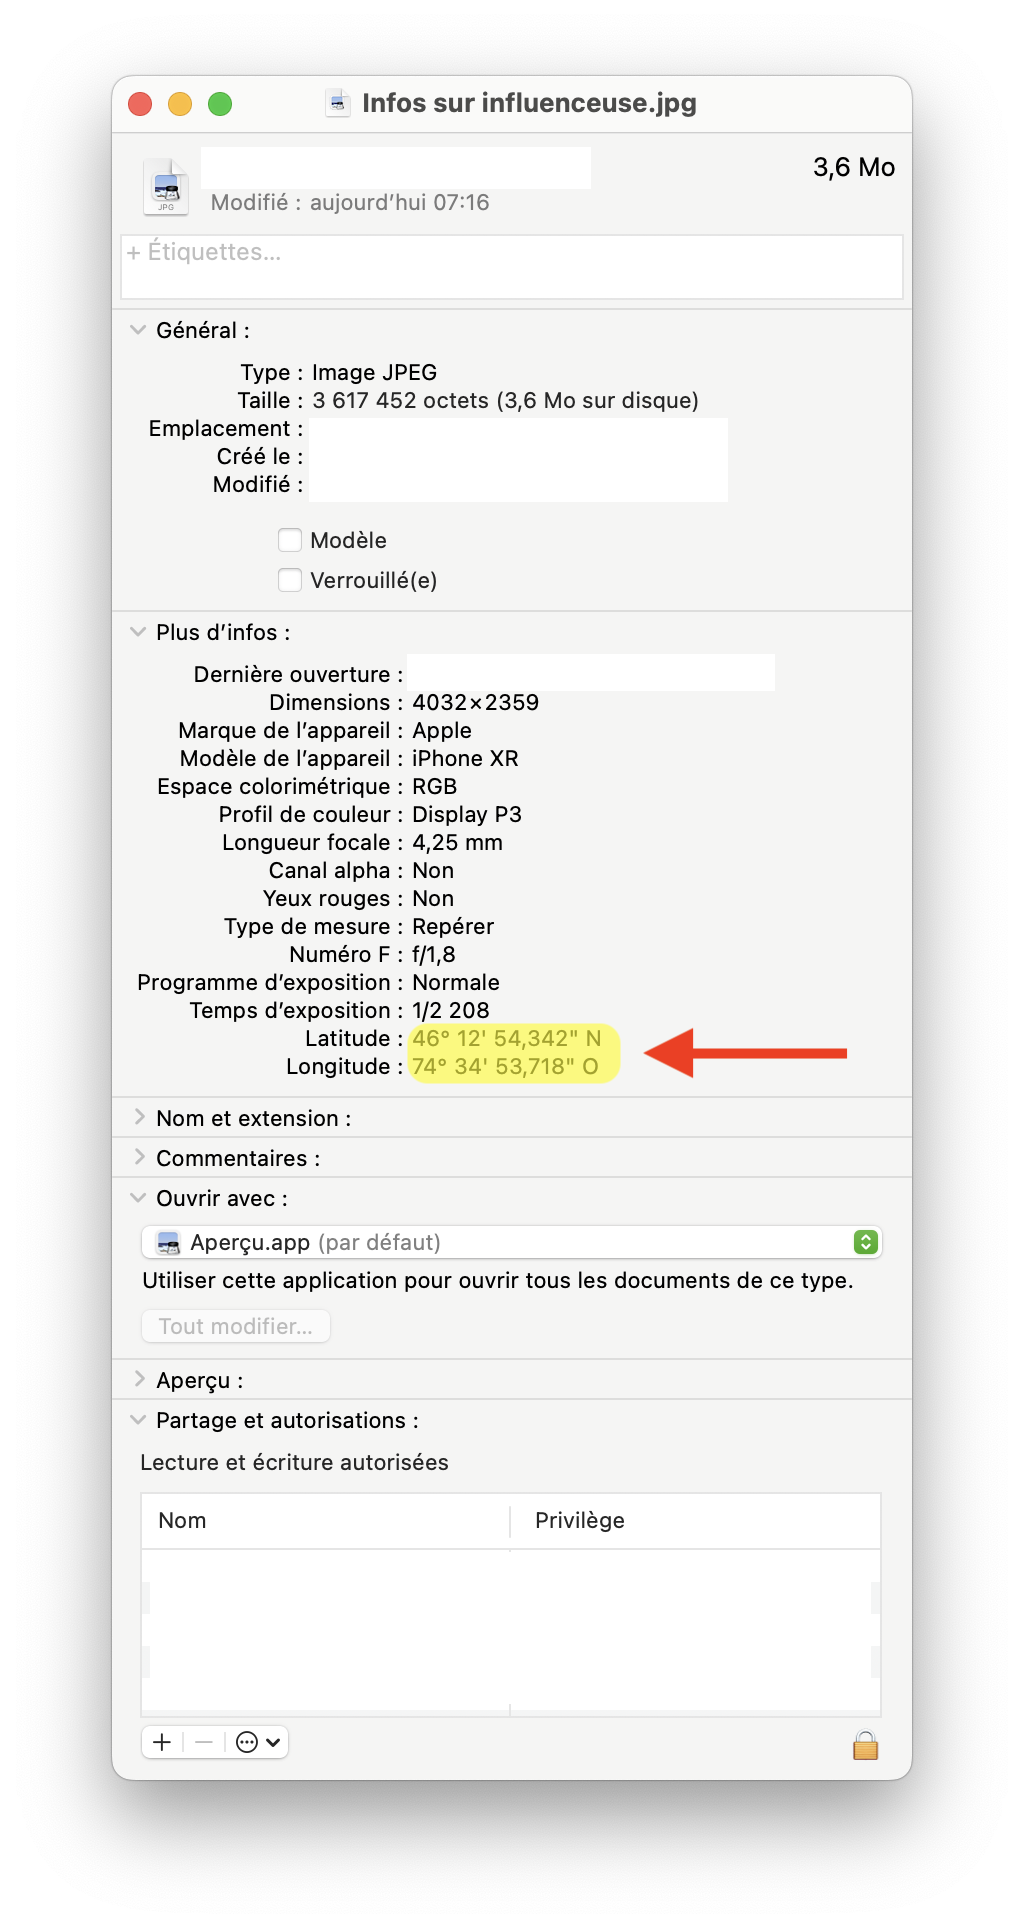 Infos sur influenceuse.jpg
JPG
3,6 Mo
Modifié : aujourd’hui 07:16
+ Étiquettes...
Général :
Type : Image JPEG
Taille : 3 617 452 octets (3,6 Mo sur disque)
Emplacement :
Créé le :
Modifié :
Modèle
Verrouillé(e)
Plus d’infos :
Dernière ouverture :
Dimensions : 4032×2359
Marque de l’appareil : Apple
Modèle de l’appareil : iPhone XR
Espace colorimétrique : RGB
Profil de couleur : Display P3
Longueur focale : 4,25 mm
Canal alpha : Non
Yeux rouges : Non
Type de mesure : Repérer
Numéro F : f/1,8
Programme d’exposition : Normale
Temps d’exposition : 1/2 208
Latitude : 46° 12' 54,342" N
Longitude : 74° 34' 53,718" O
Nom et extension :
Commentaires :
Ouvrir avec :
Aperçu.app (par défaut)
Utiliser cette application pour ouvrir tous les documents de ce type.
Tout modifier...
Aperçu :
Partage et autorisations :
Lecture et écriture autorisées
Nom Privilège